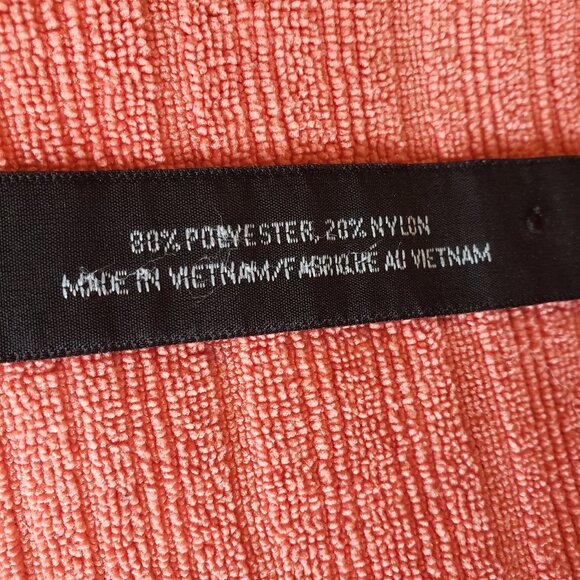 80% POLYESTER, 20% NYLON
MADE IN VIETNAM/FABRIQUÉ AU VIETNAM